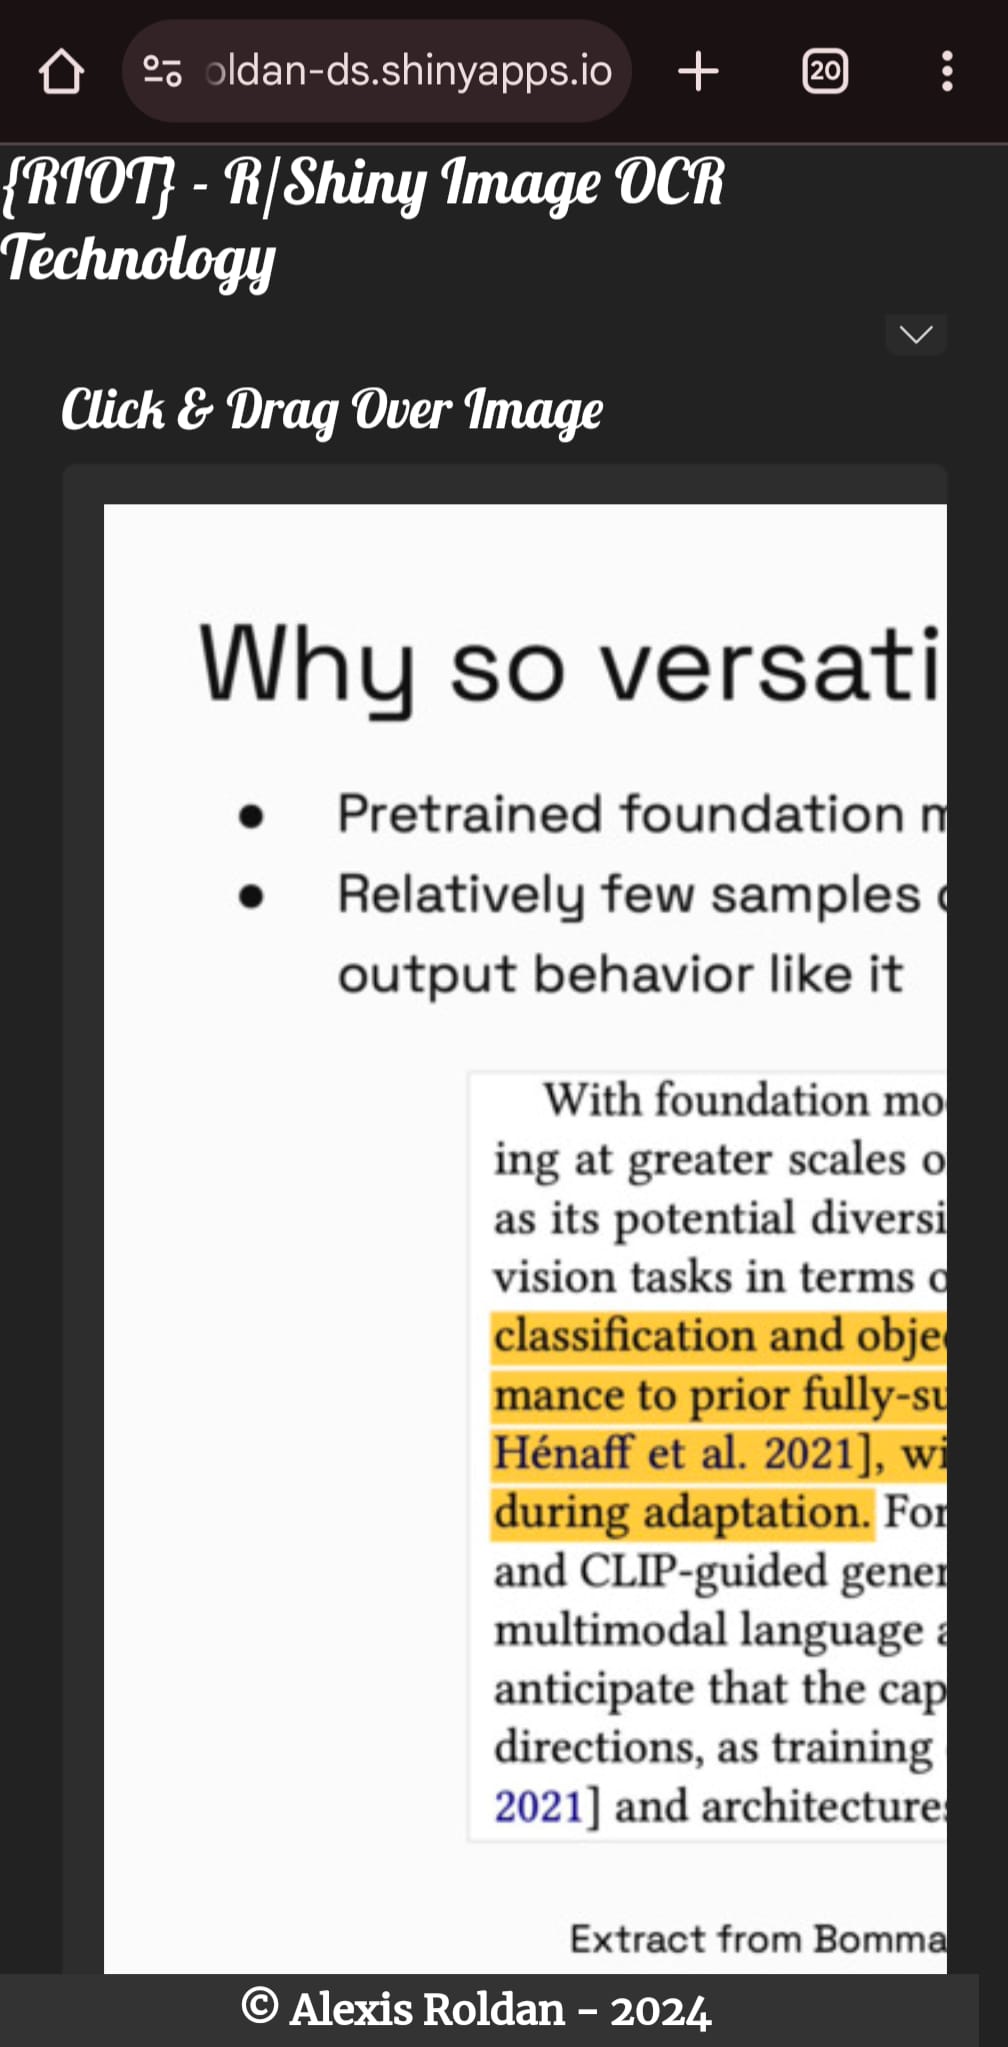 oldan-ds.shinyapps.io
20
{RIOT} - R/Shiny Image OCR
Technology
Click & Drag Over Image
Why so versati
● Pretrained foundation
● Relatively few samples
output behavior like it
With foundation mo
ing at greater scales o
as its potential diversi
vision tasks in terms
classification and obje
mance to prior fully-su
Hénaff et al. 2021], wi
during adaptation. For
and CLIP-guided gener
multimodal language
anticipate that the cap
directions, as training
2021] and architectures
Extract from Bomma
© Alexis Roldan - 2024